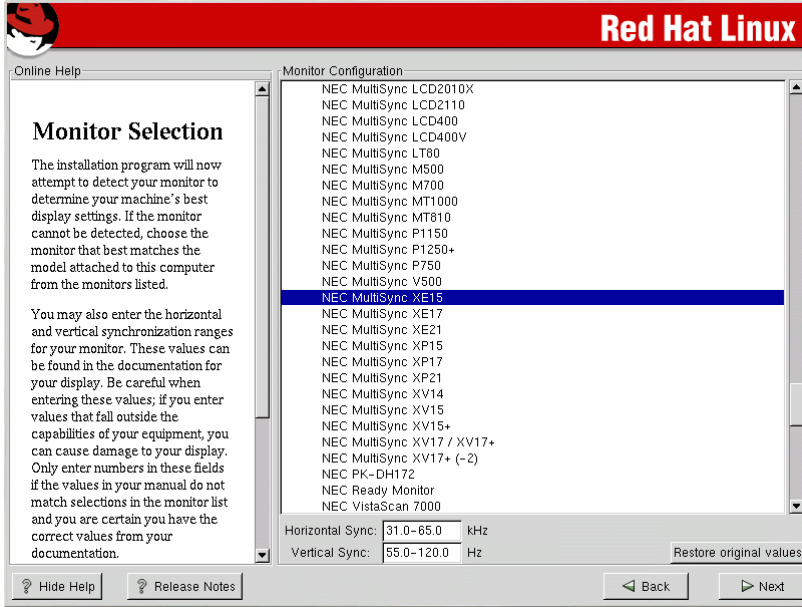 Red Hat Linux
Online Help
Monitor Selection
The installation program will now
attempt to detect your monitor to
determine your machine's best
display settings. If the monitor
cannot be detected, choose the
monitor that best matches the
model attached to this computer
from the monitors listed.
You may also enter the horizontal
and vertical synchronization ranges
for your monitor. These values can
be found in the documentation for
your display. Be careful when
entering these values; if you enter
values that fall outside the
capabilities of your equipment, you
can cause damage to your display.
Only enter numbers in these fields
if the values in your manual do not
match selections in the monitor list
and you are certain you have the
correct values from your
documentation.
Monitor Configuration
NEC MultiSync LCD2010X
NEC MultiSync LCD2110
NEC MultiSync LCD400
NEC MultiSync LCD400V
NEC MultiSync LT80
NEC MultiSync M500
NEC MultiSync M700
NEC MultiSync MT1000
NEC MultiSync MT810
NEC MultiSync P1150
NEC MultiSync P1250+
NEC MultiSync P750
NEC MultiSync V500
NEC MultiSync XE15
NEC MultiSync XE17
NEC MultiSync XE21
NEC MultiSync XP15
NEC MultiSync XP17
NEC MultiSync XP21
NEC MultiSync XV14
NEC MultiSync XV15
NEC MultiSync XV15+
NEC MultiSync XV17 / XV17+
NEC MultiSync XV17+ (-2)
NEC PK-DH172
NEC Ready Monitor
NEC VistaScan 7000
Horizontal Sync: 31.0-65.0 kHz
Vertical Sync: 55.0-120.0 Hz
Restore original values
Hide Help
Release Notes
Back
Next